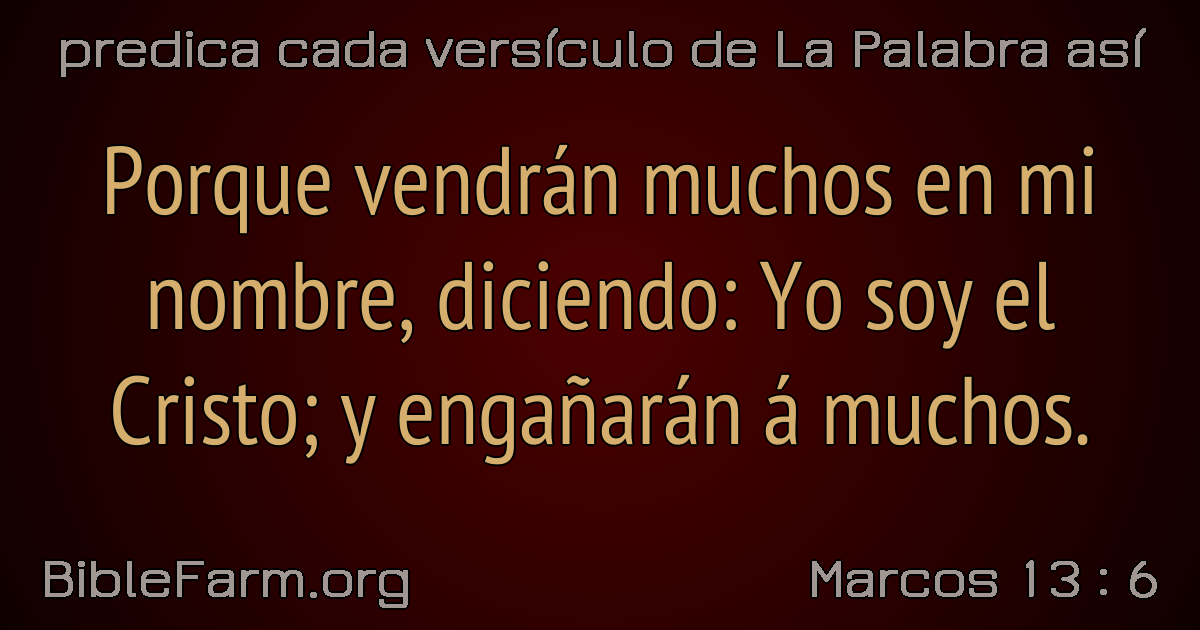 predica cada versículo de La Palabra así
Porque vendrán muchos en mi
nombre, diciendo: Yo soy el
Cristo; y engañarán á muchos.
BibleFarm.org
Marcos 13 : 6